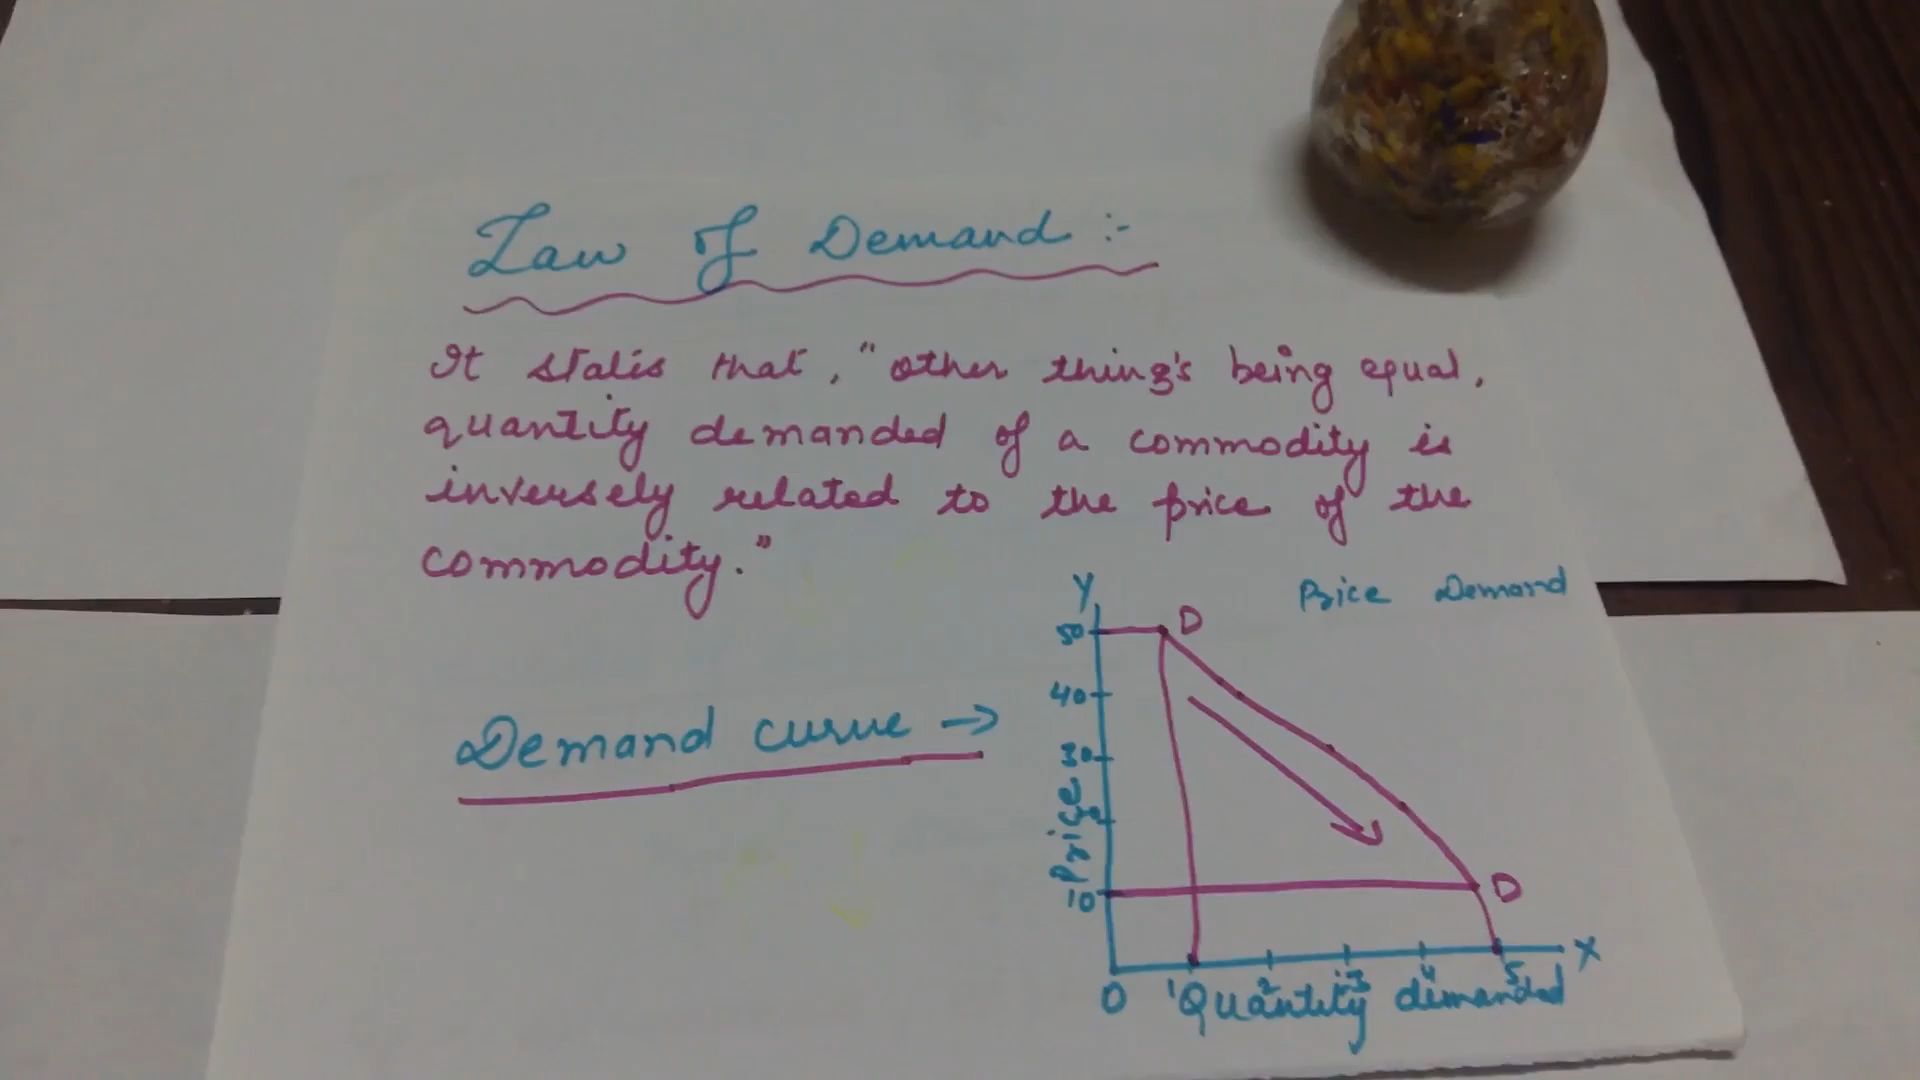 Law of Demand :-
It states that, "other thing's being equal,
quantity demanded of a commodity is
inversely related to the price of the
commodity."
Price Demand
Demand curve →
Y
50
D
40
30
Price
10
D
X
0 1 2 3 4 5
Quantity demanded